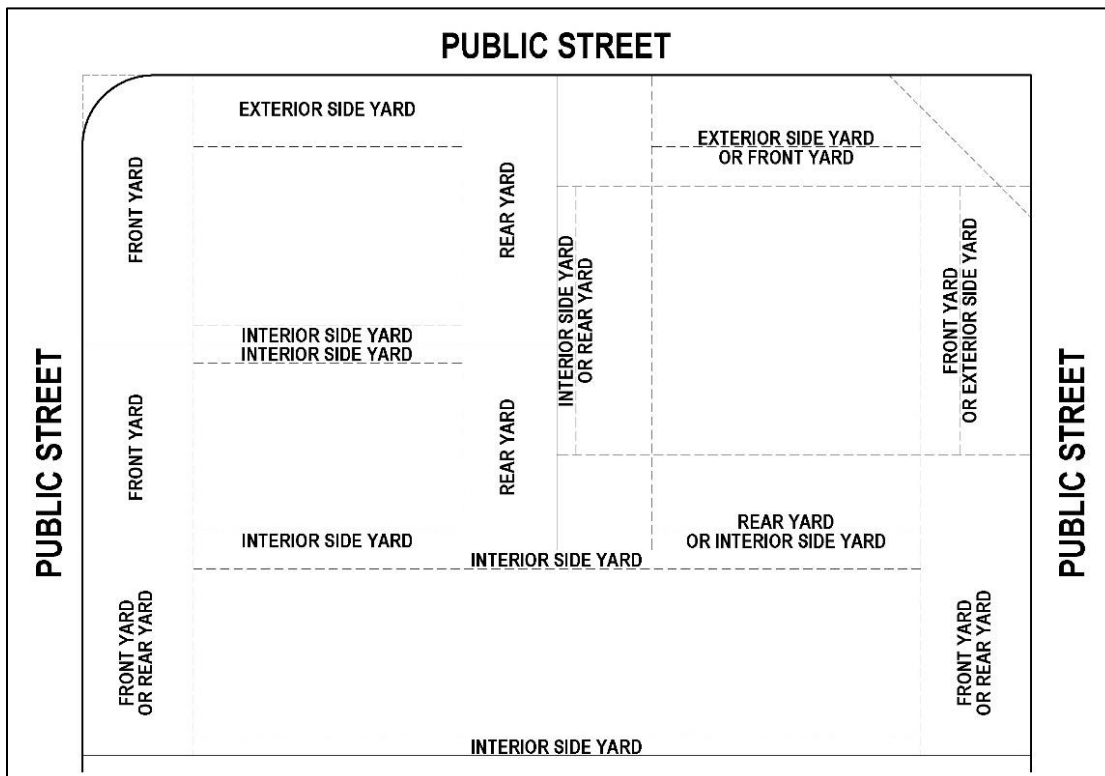 PUBLIC STREET
EXTERIOR SIDE YARD
EXTERIOR SIDE YARD
OR FRONT YARD
FRONT YARD
REAR YARD
INTERIOR SIDE YARD
OR REAR YARD
FRONT YARD
OR EXTERIOR SIDE YARD
INTERIOR SIDE YARD
INTERIOR SIDE YARD
PUBLIC STREET
PUBLIC STREET
FRONT YARD
REAR YARD
INTERIOR SIDE YARD
REAR YARD
OR INTERIOR SIDE YARD
INTERIOR SIDE YARD
FRONT YARD
OR REAR YARD
FRONT YARD
OR REAR YARD
INTERIOR SIDE YARD